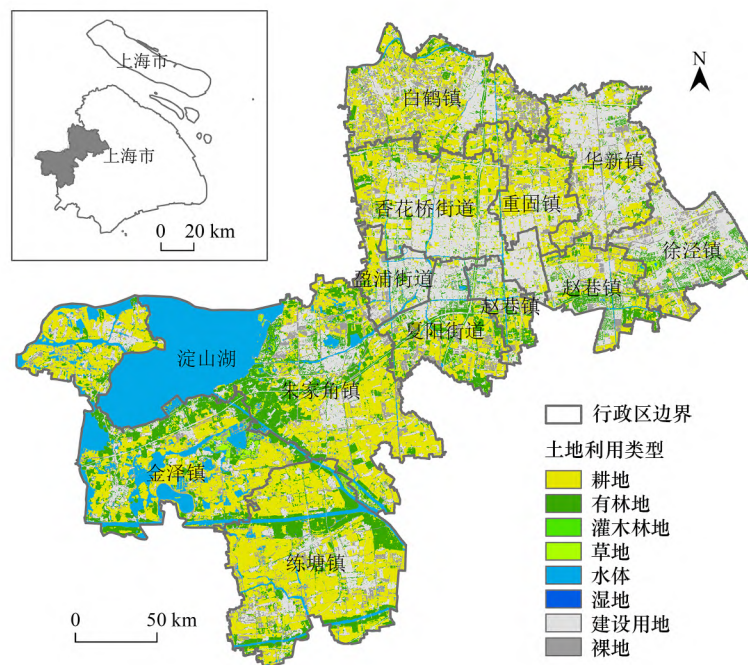 上海市
上海市
0 20 km
N
白鹤镇
华新镇
香花桥街道
重固镇
徐泾镇
盈浦街道
赵巷镇
赵巷镇
夏阳街道
淀山湖
朱家角镇
金泽镇
练塘镇
行政区边界
土地利用类型
耕地
有林地
灌木林地
草地
水体
湿地
建设用地
裸地
0 50 km